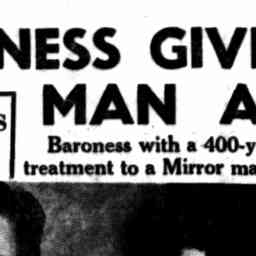 NESS GIV
MAN A
S
Baroness with a 400-y
treatment to a Mirror ma